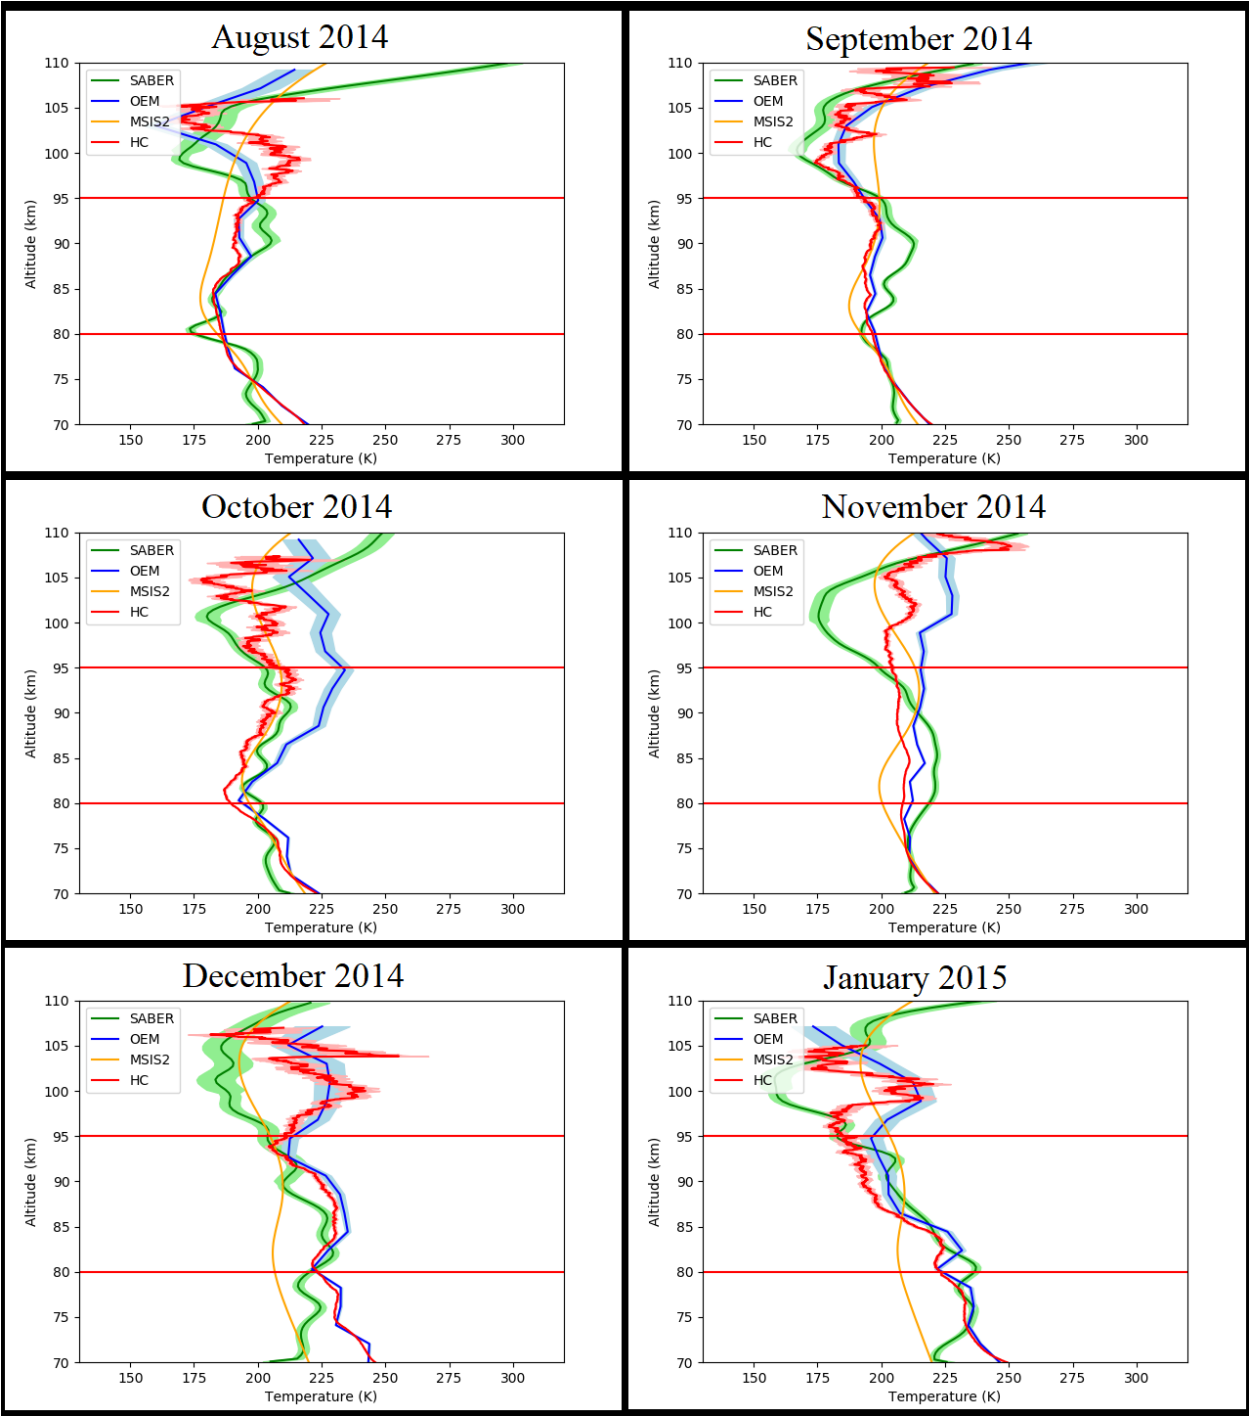 August 2014
110
105
100
95
90
85
80
75
70
Altitude (km)
SABER
OEM
MSIS2
HC
150 175 200 225 250 275 300
Temperature (K)
September 2014
110
105
100
95
90
85
80
75
70
Altitude (km)
SABER
OEM
MSIS2
HC
150 175 200 225 250 275 300
Temperature (K)
October 2014
110
105
100
95
90
85
80
75
70
Altitude (km)
SABER
OEM
MSIS2
HC
150 175 200 225 250 275 300
Temperature (K)
November 2014
110
105
100
95
90
85
80
75
70
Altitude (km)
SABER
OEM
MSIS2
HC
150 175 200 225 250 275 300
Temperature (K)
December 2014
110
105
100
95
90
85
80
75
70
Altitude (km)
SABER
OEM
MSIS2
HC
150 175 200 225 250 275 300
Temperature (K)
January 2015
110
105
100
95
90
85
80
75
70
Altitude (km)
SABER
OEM
MSIS2
HC
150 175 200 225 250 275 300
Temperature (K)